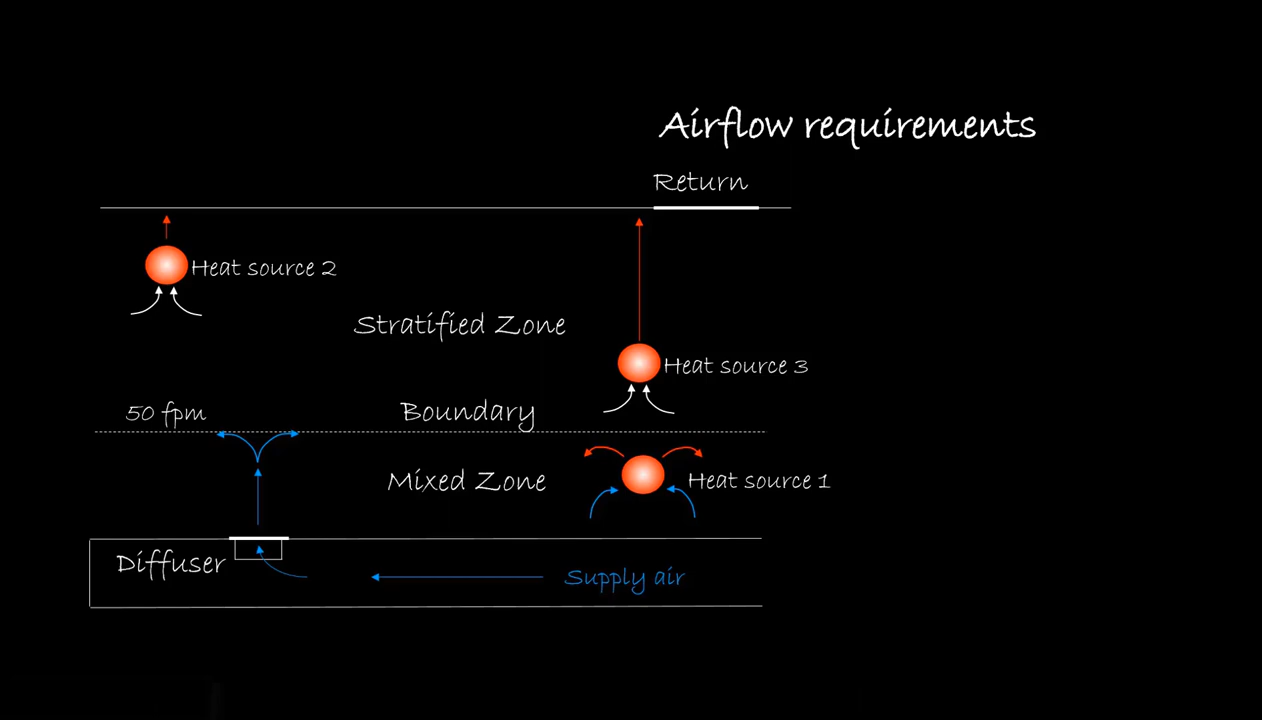 Airflow requirements
Return
Heat source 2
Stratified Zone
Heat source 3
50 fpm
Boundary
Mixed Zone
Heat source 1
Diffuser
Supply air